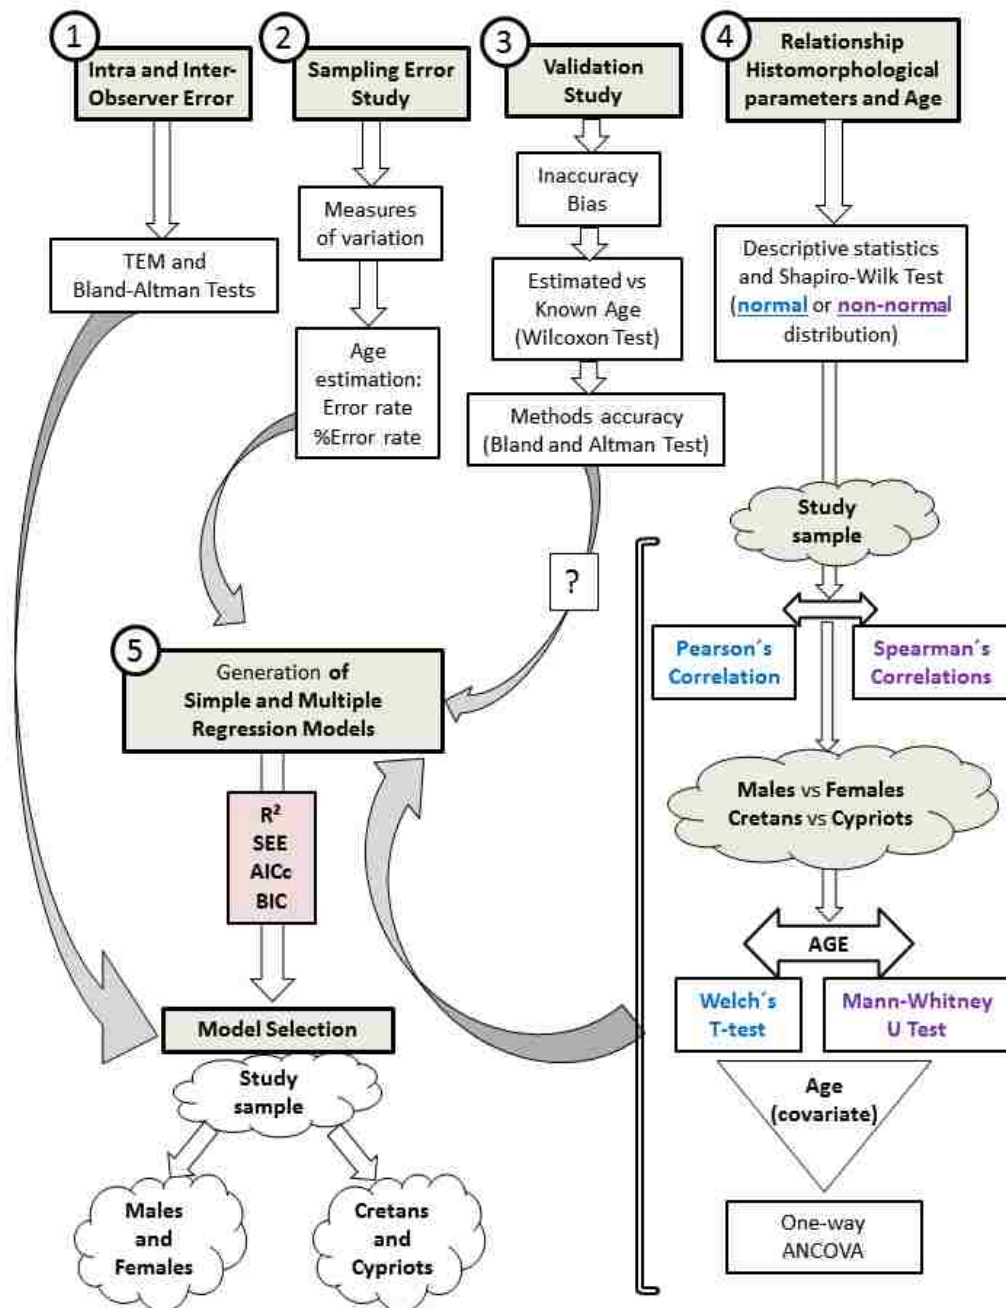 1
Intra and Inter-
Observer Error
TEM and
Bland-Altman Tests
2
Sampling Error
Study
Measures
of variation
Age
estimation:
Error rate
%Error rate
3
Validation
Study
Inaccuracy
Bias
Estimated vs
Known Age
(Wilcoxon Test)
Methods accuracy
(Bland and Altman Test)
?
4
Relationship
Histomorphological
parameters and Age
Descriptive statistics
and Shapiro-Wilk Test
(normal or non-normal
distribution)
Study
sample
Pearson´s
Correlation
Spearman´s
Correlations
Males vs Females
Cretans vs Cypriots
AGE
Welch´s
T-test
Mann-Whitney
U Test
Age
(covariate)
One-way
ANCOVA
5
Generation of
Simple and Multiple
Regression Models
R²
SEE
AICc
BIC
Model Selection
Study
sample
Males
and
Females
Cretans
and
Cypriots